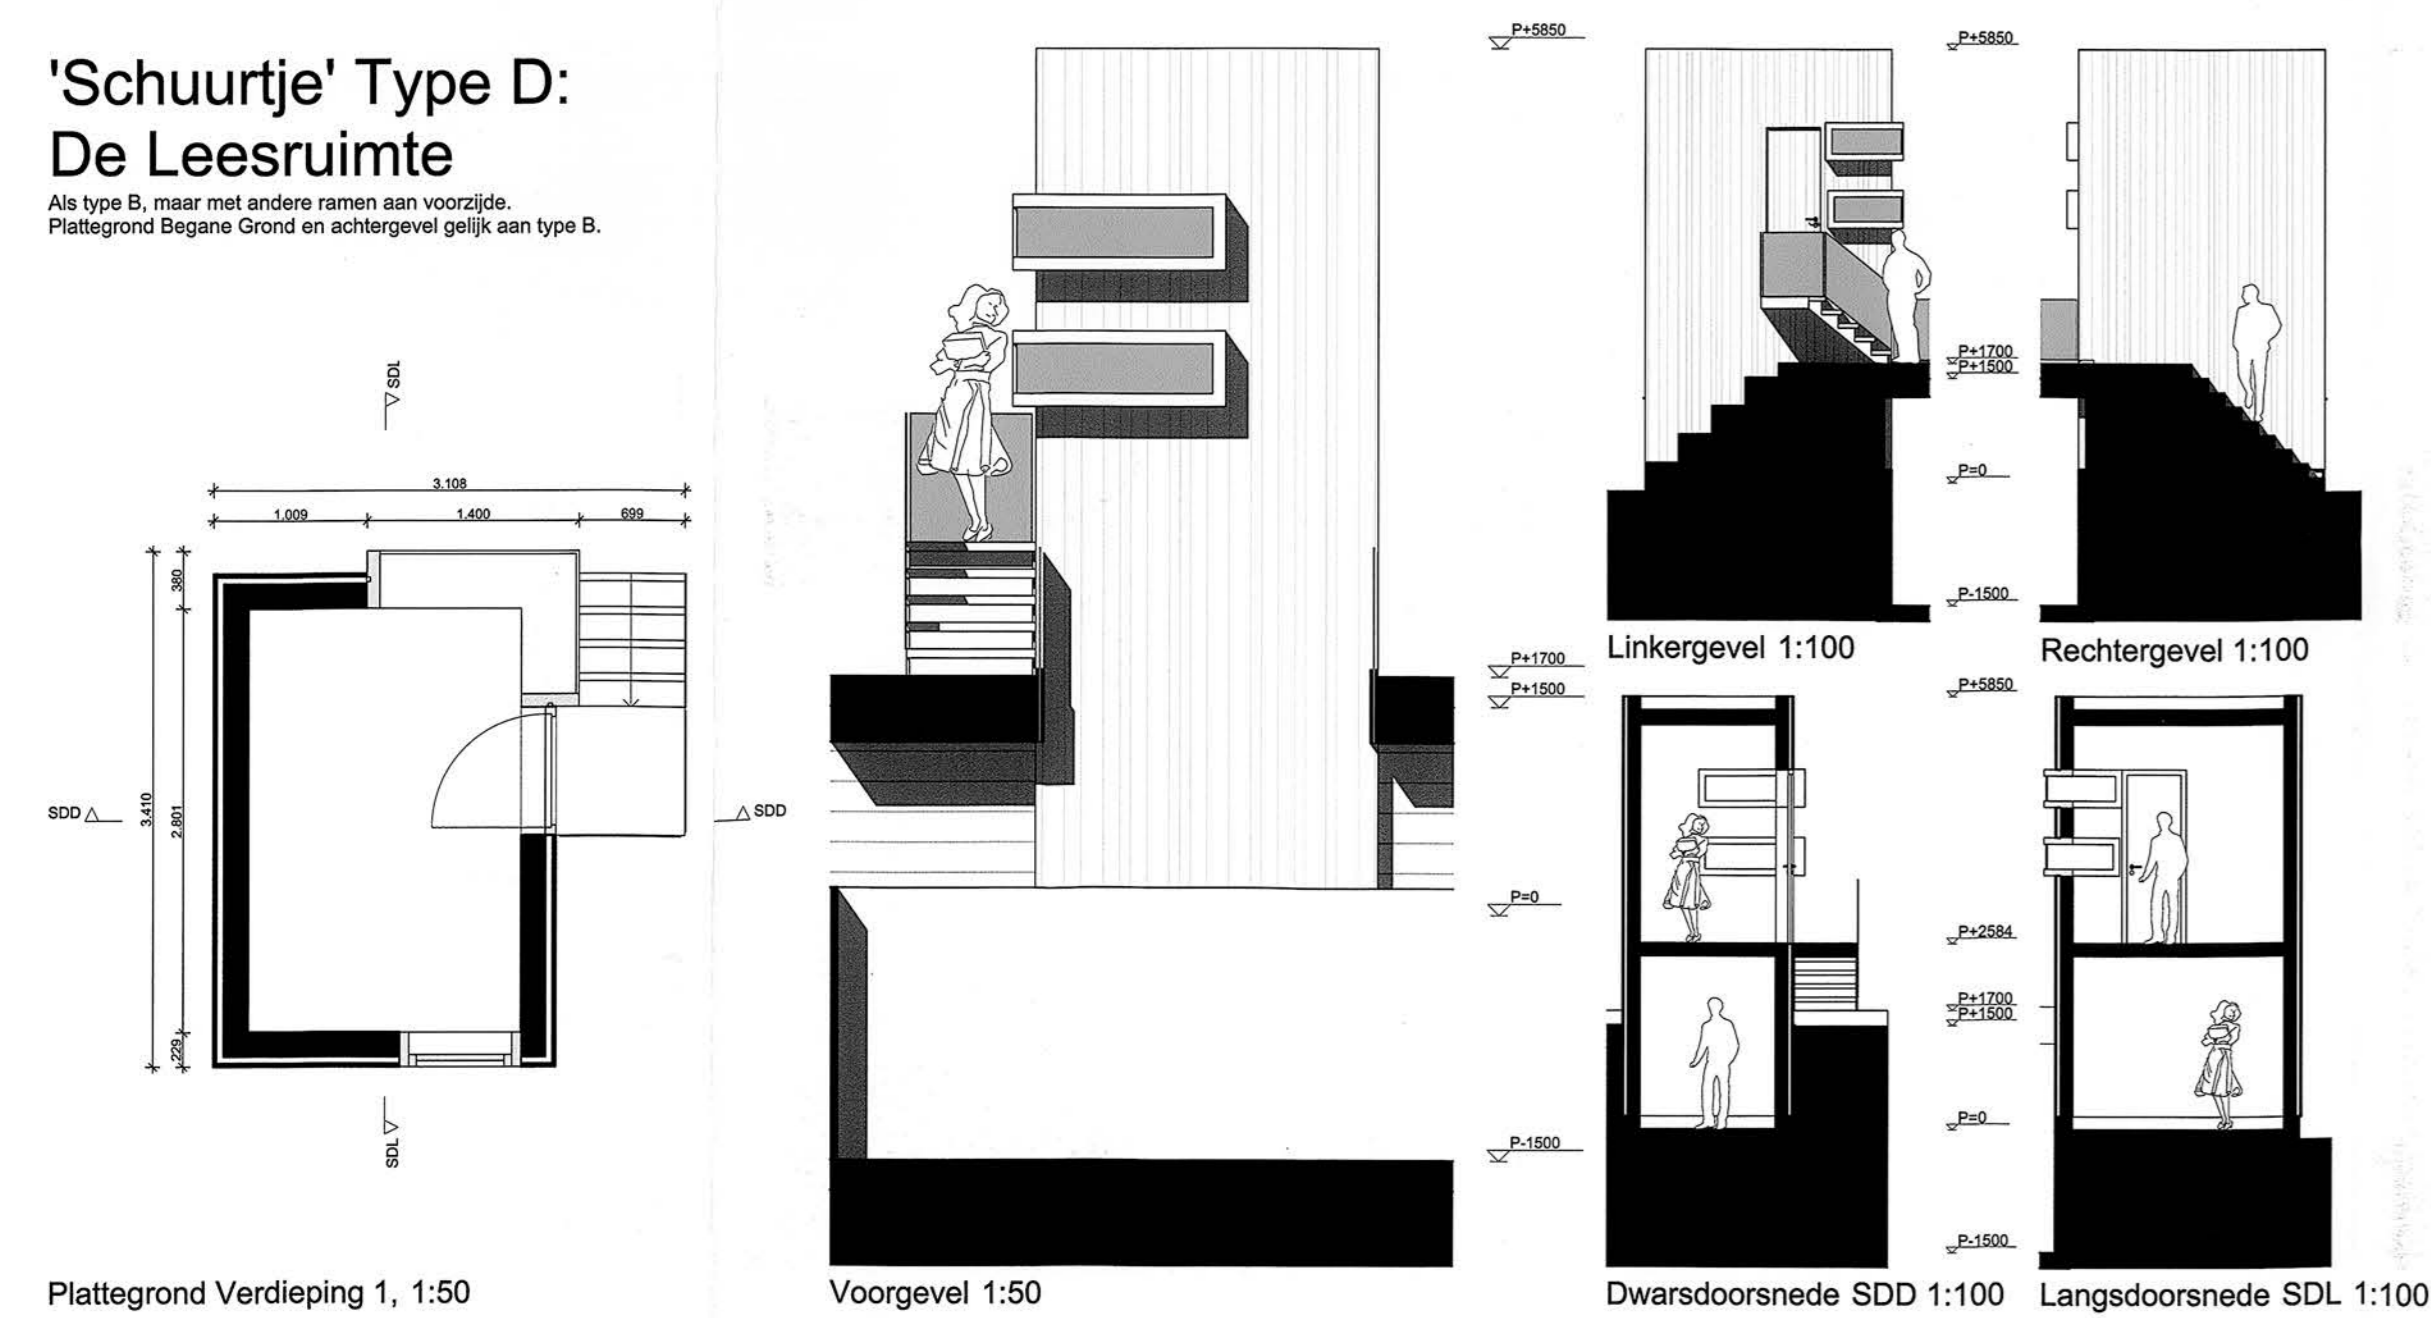 'Schuurtje' Type D:
De Leesruimte
Als type B, maar met andere ramen aan voorzijde.
Plattegrond Begane Grond en achtergevel gelijk aan type B.
SDL
3.108
1.009
1.400
699
380
3.410
2.801
229
SDD
SDD
SDL
Plattegrond Verdieping 1, 1:50
P+5850
P+1700
P+1500
P=0
P-1500
Voorgevel 1:50
P+5850
P+1700
P+1500
P=0
P-1500
Linkergevel 1:100
Rechtergevel 1:100
P+5850
P+2584
P+1700
P+1500
P=0
P-1500
Dwarsdoorsnede SDD 1:100
Langsdoorsnede SDL 1:100